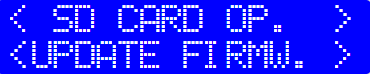 < SD CARD OP. >
<UPDATE FIRMW. >